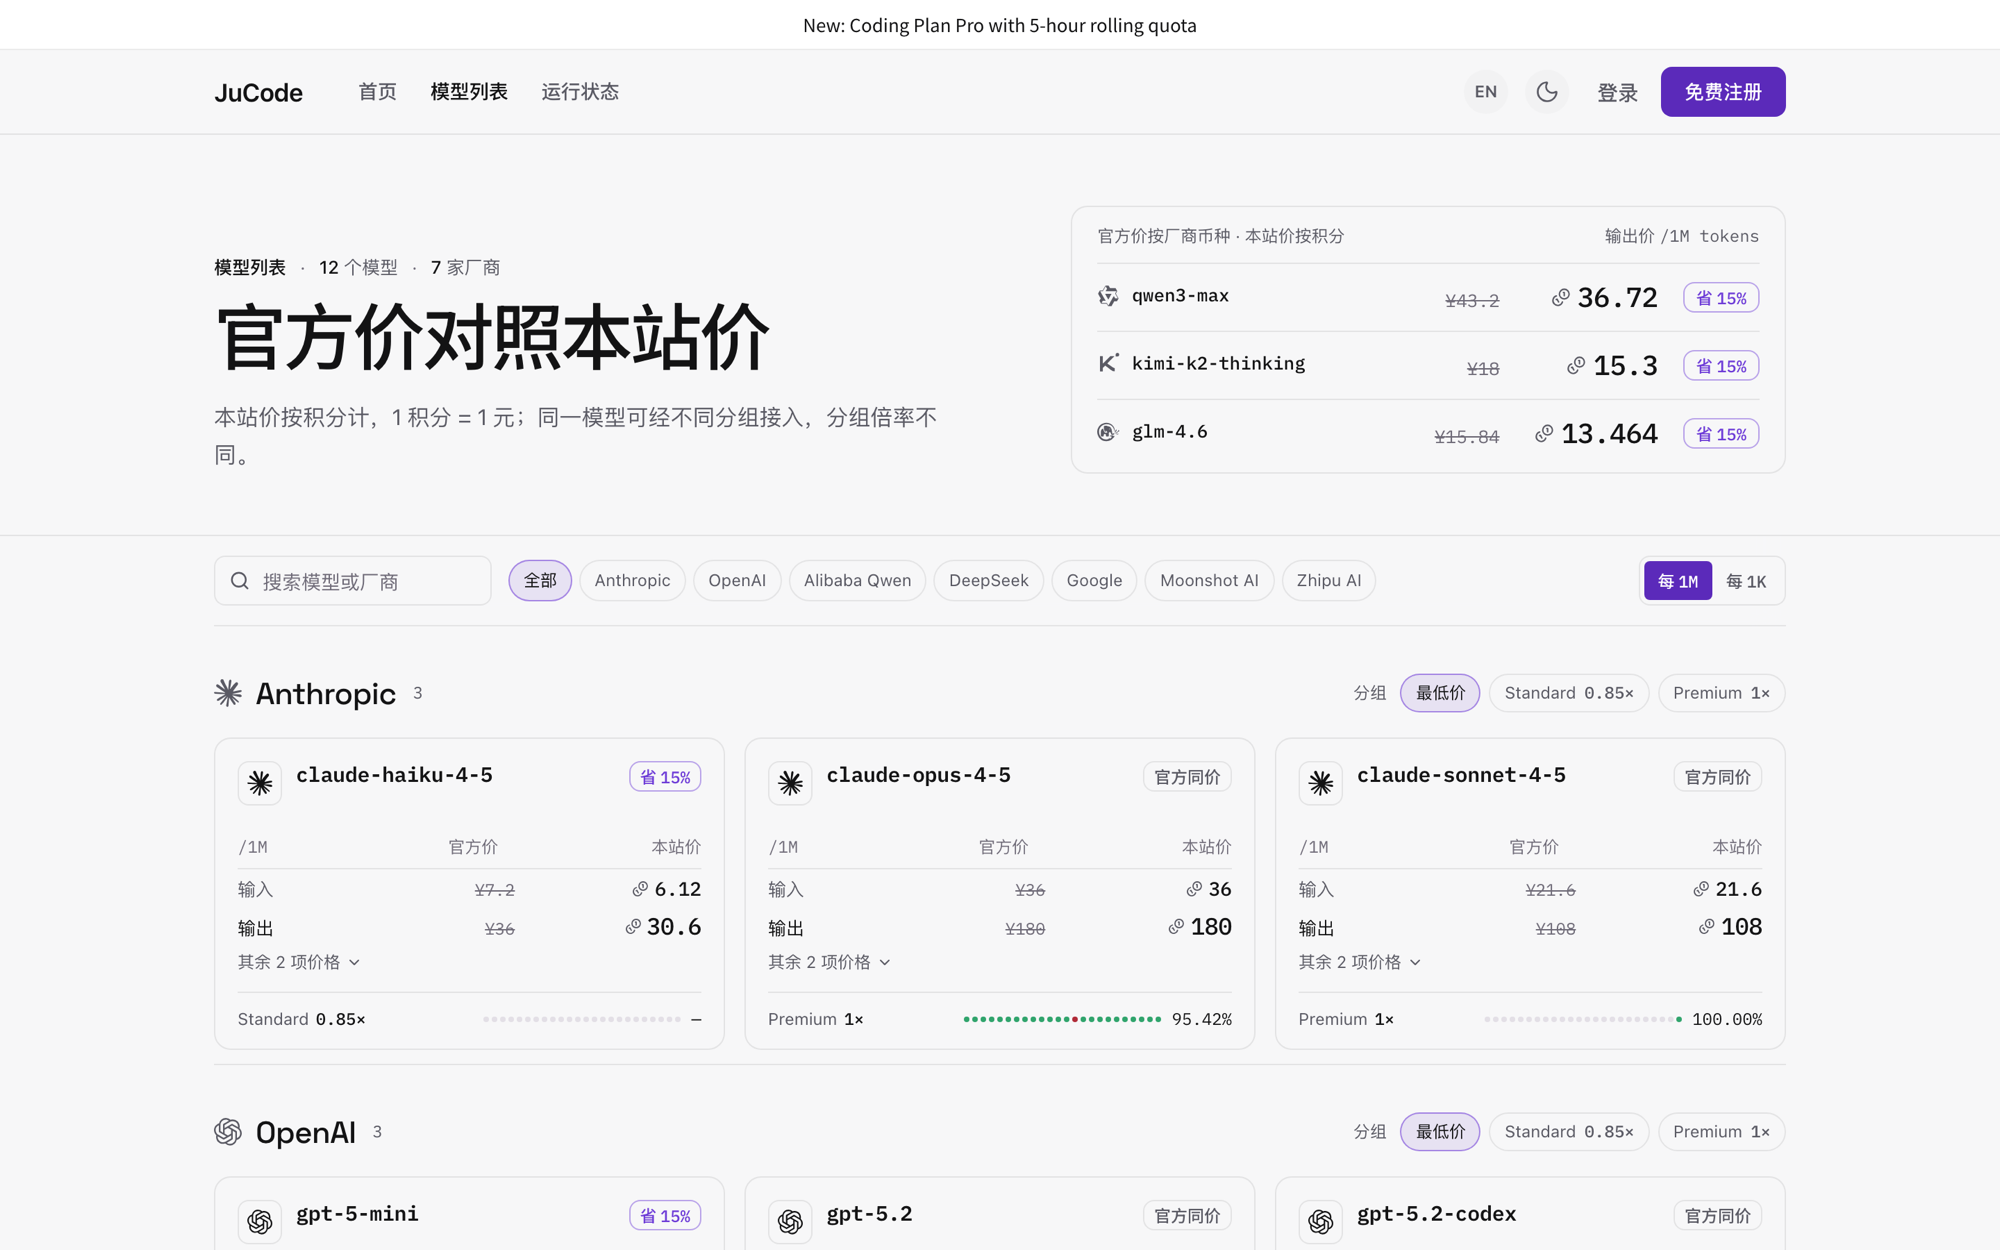 New: Coding Plan Pro with 5-hour rolling quota
JuCode 首页 模型列表 运行状态 EN 登录 免费注册
模型列表 · 12 个模型 · 7 家厂商
官方价对照本站价
本站价按积分计，1 积分 = 1 元；同一模型可经不同分组接入，分组倍率不
同。
官方价按厂商币种 · 本站价按积分 输出价 /1M tokens
qwen3-max ¥43.2 36.72 省 15%
kimi-k2-thinking ¥18 15.3 省 15%
glm-4.6 ¥15.84 13.464 省 15%
搜索模型或厂商 全部 Anthropic OpenAI Alibaba Qwen DeepSeek Google Moonshot AI Zhipu AI 每 1M 每 1K
Anthropic 3 分组 最低价 Standard 0.85× Premium 1×
claude-haiku-4-5 省 15%
/1M 官方价 本站价
输入 ¥7.2 6.12
输出 ¥36 30.6
其余 2 项价格
Standard 0.85× —
claude-opus-4-5 官方同价
/1M 官方价 本站价
输入 ¥36 36
输出 ¥180 180
其余 2 项价格
Premium 1× 95.42%
claude-sonnet-4-5 官方同价
/1M 官方价 本站价
输入 ¥21.6 21.6
输出 ¥108 108
其余 2 项价格
Premium 1× 100.00%
OpenAI 3 分组 最低价 Standard 0.85× Premium 1×
gpt-5-mini 省 15%
gpt-5.2 官方同价
gpt-5.2-codex 官方同价